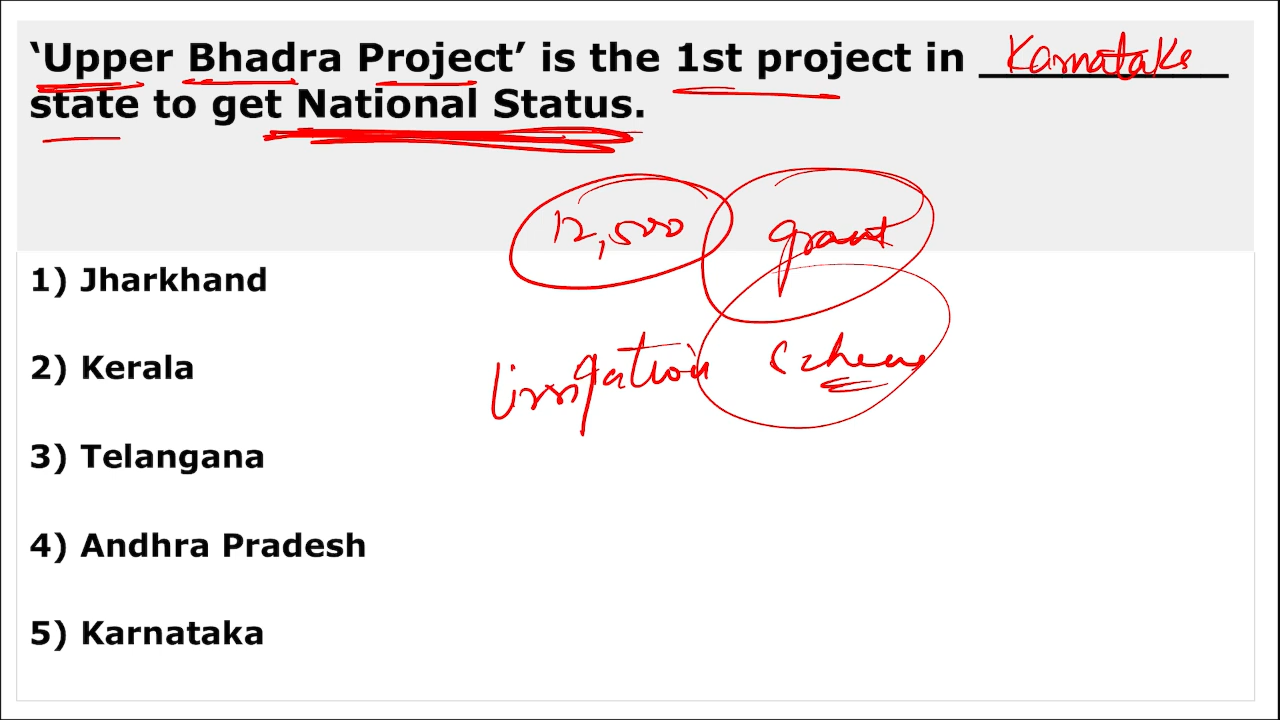 ‘Upper Bhadra Project’ is the 1st project in Karnataka
state to get National Status.
12,500 grant
1) Jharkhand
irrigation scheme
2) Kerala
3) Telangana
4) Andhra Pradesh
5) Karnataka